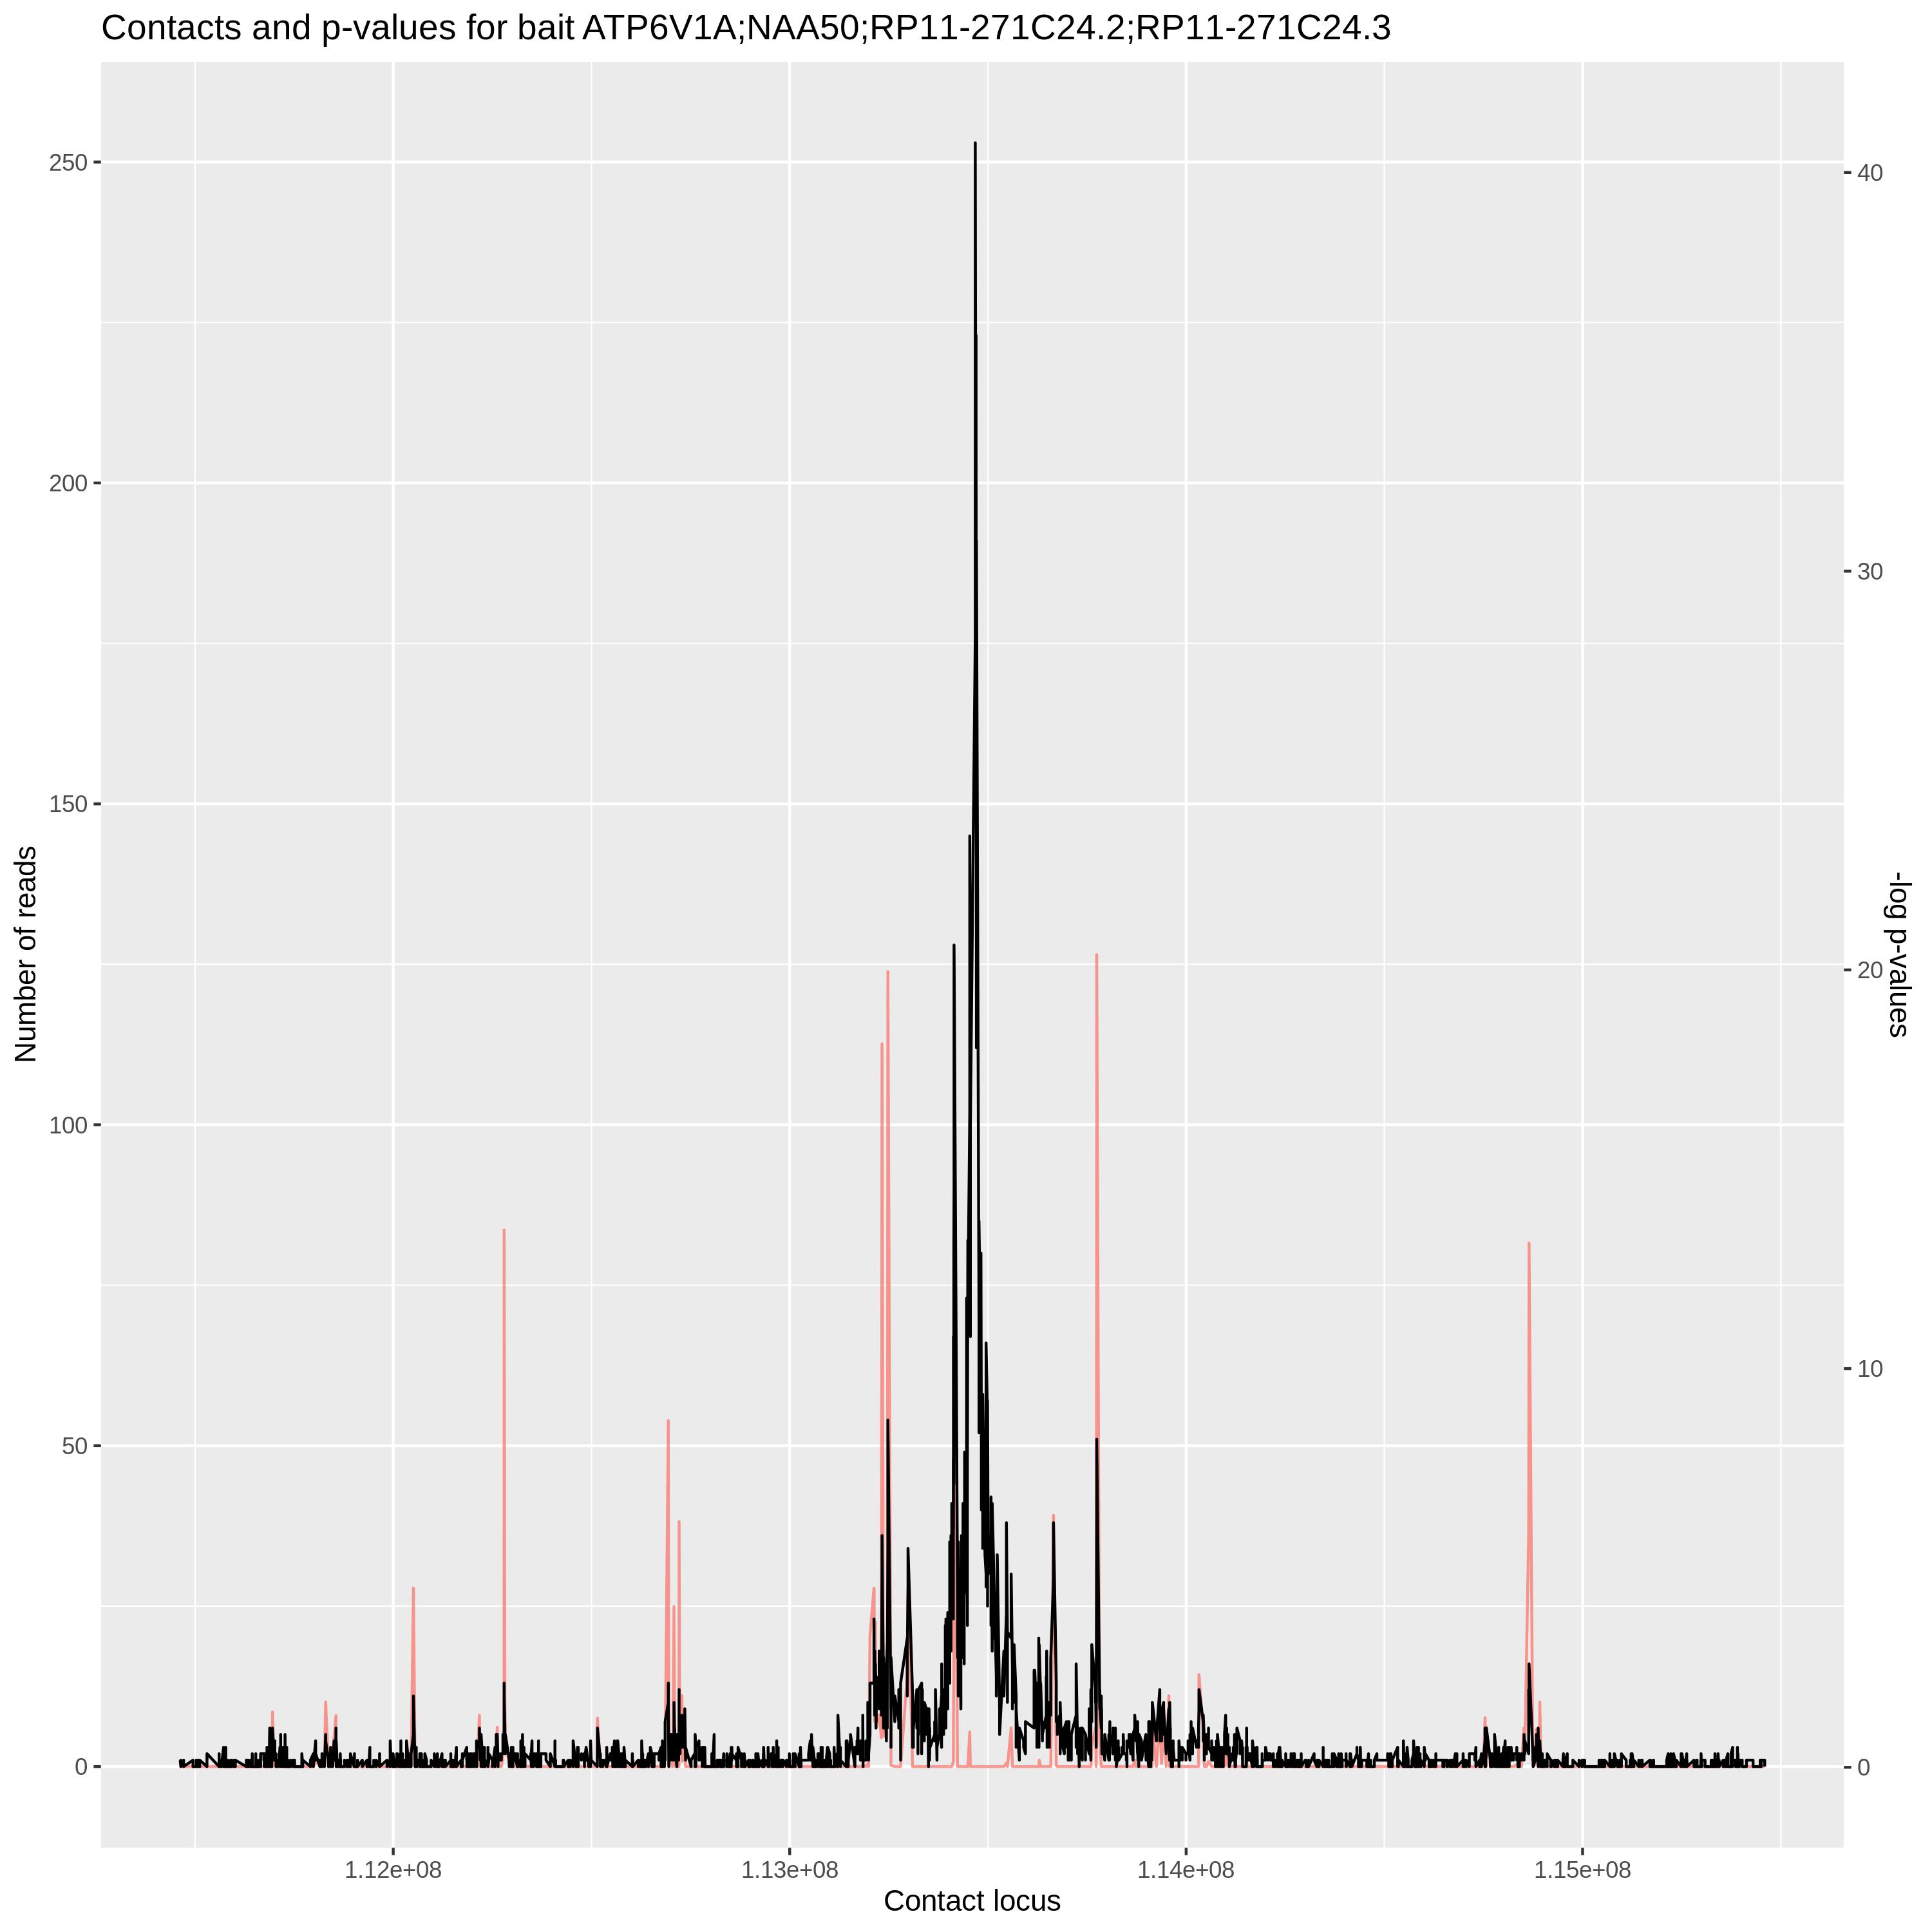 Contacts and p-values for bait ATP6V1A;NAA50;RP11-271C24.2;RP11-271C24.3
250
200
150
100
50
0
Number of reads
40
30
20
10
0
-log p-values
1.12e+08
1.13e+08
1.14e+08
1.15e+08
Contact locus